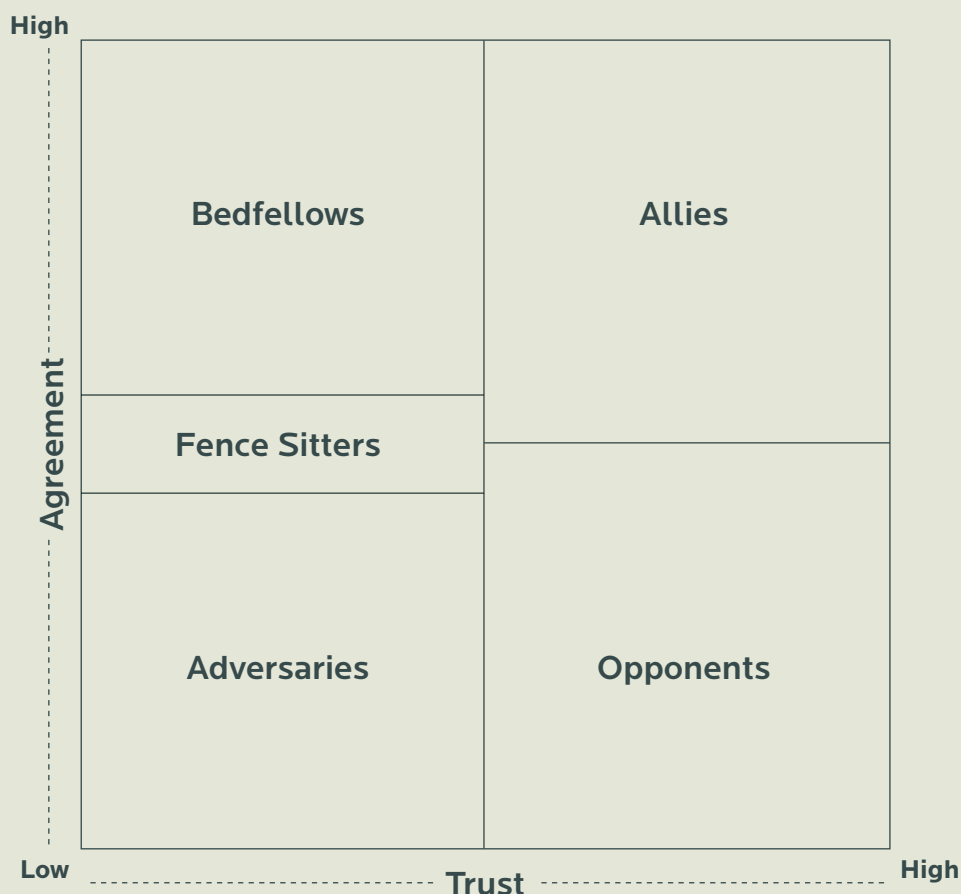 High
Bedfellows
Allies
Agreement
Fence Sitters
Adversaries
Opponents
Low
High
Trust